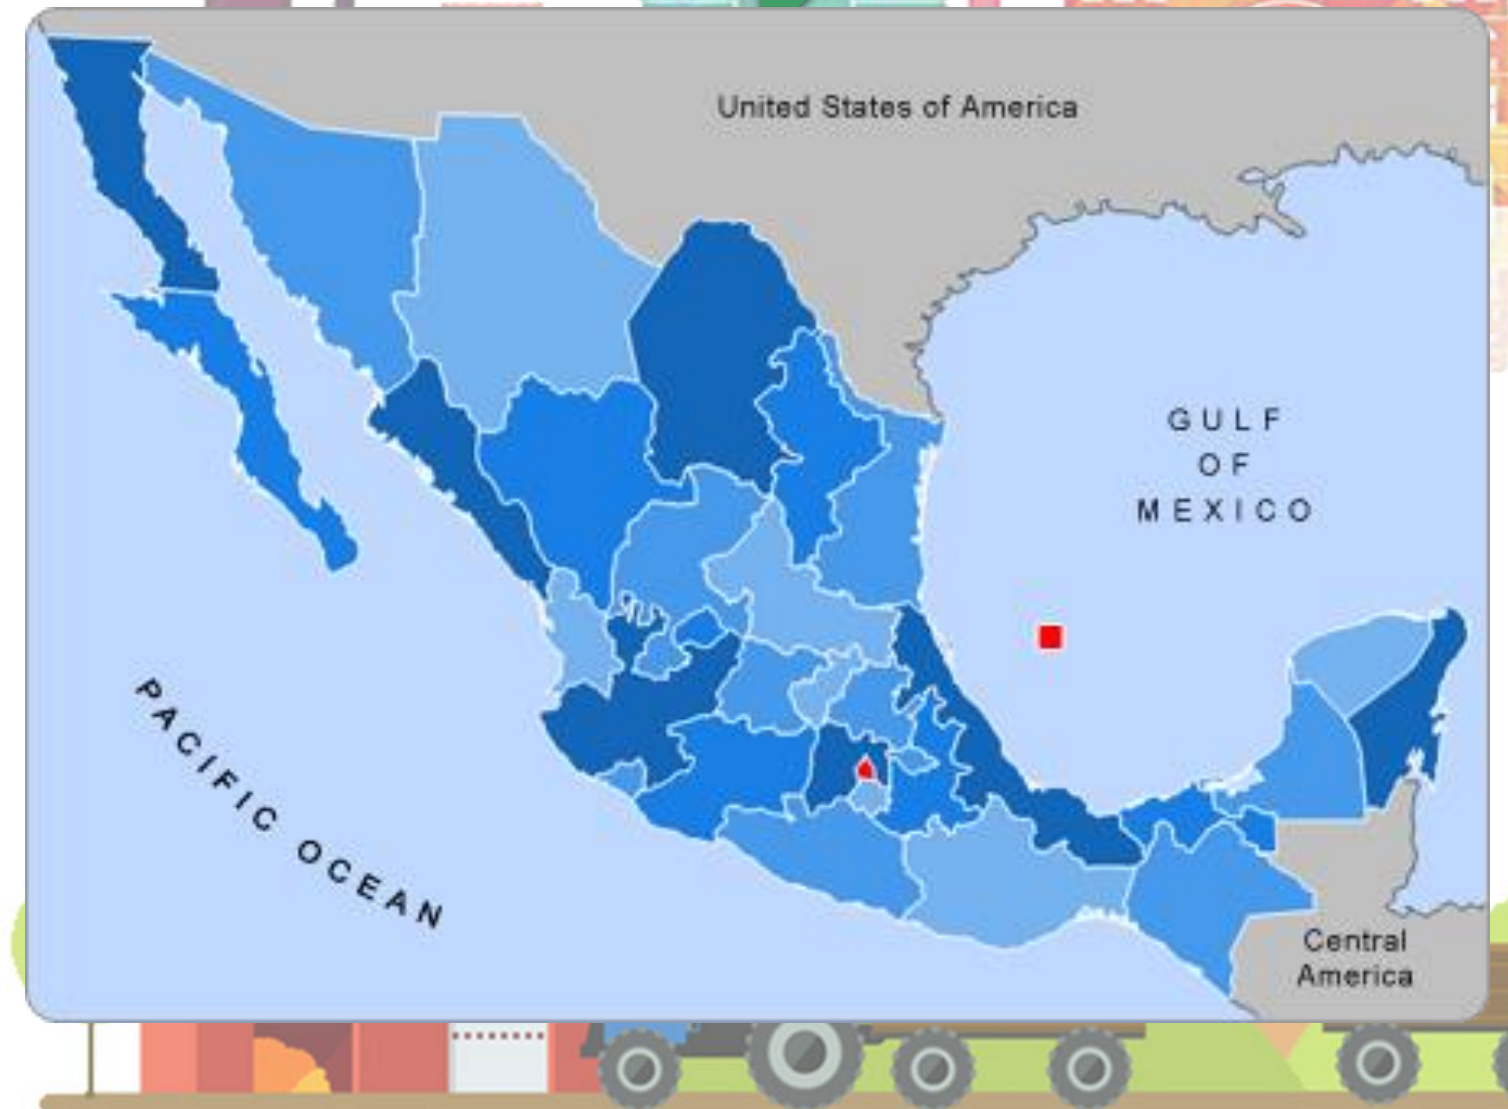 United States of America
GULF
OF
MEXICO
PACIFIC OCEAN
Central
America